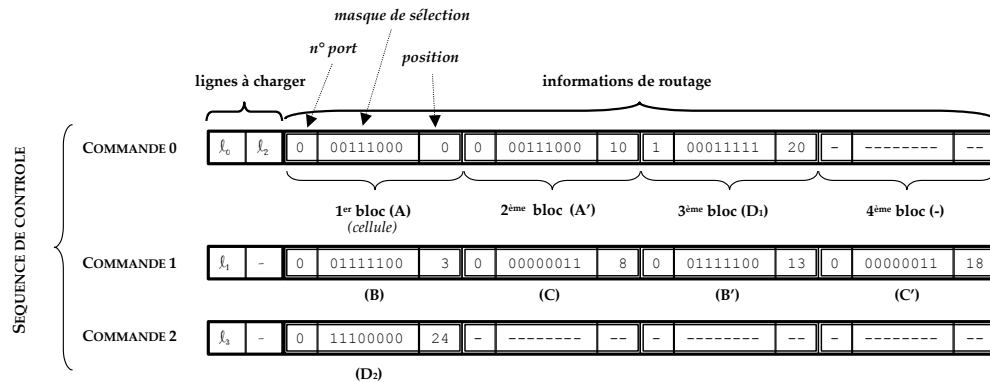 masque de sélection
n° port
position
lignes à charger
informations de routage
SEQUENCE DE CONTROLE
COMMANDE 0
ℓ₀ ℓ₂ 0 00111000 0 0 00111000 10 1 00011111 20 - -------- --
1er bloc (A) 2ème bloc (A') 3ème bloc (D1) 4ème bloc (-)
(cellule)
COMMANDE 1
ℓ₁ - 0 01111100 3 0 00000011 8 0 01111100 13 0 00000011 18
(B) (C) (B') (C')
COMMANDE 2
ℓ₃ - 0 11100000 24 - -------- -- - -------- -- - -------- --
(D2)